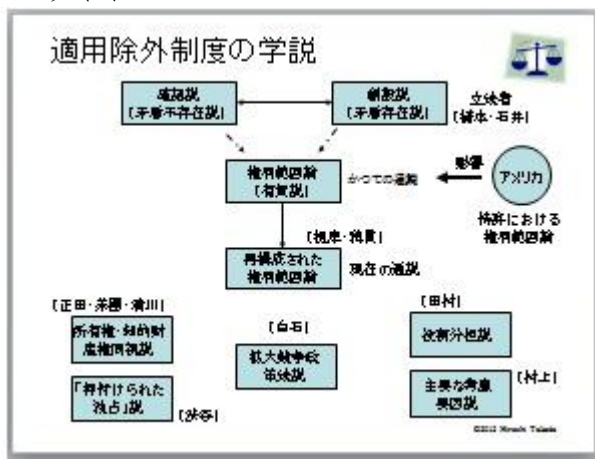 適用除外制度の学説
確認説
(矛盾不存在説)
創設説
(矛盾存在説)
立法者
(橋本・石井)
権利範囲論
(有賀説)
かつての通説
影響
アメリカ
特許における
権利範囲論
(根岸・稗貫)
再構成された
権利範囲論
現在の通説
(正田・茶園・清川)
所有権・知的財
産権同視説
(白石)
拡大競争政
策法説
(田村)
役割分担説
「枠付けられた
独占」説
(渋谷)
主要な考慮
要因説
(村上)